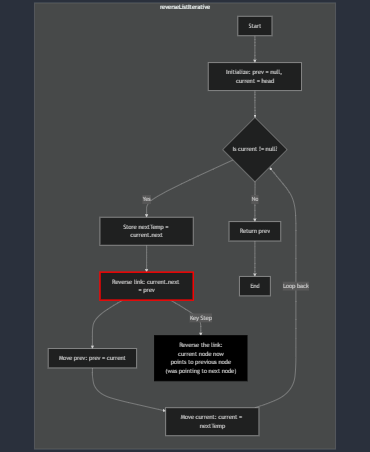 reverseListIterative
Start
Initialize: prev = null,
current = head
Is current != null?
Yes
No
Store nextTemp =
current.next
Return prev
Reverse link: current.next
= prev
End
Loop back
Key Step
Reverse the link:
current node now
points to previous node
(was pointing to next node)
Move prev: prev = current
Move current: current =
nextTemp